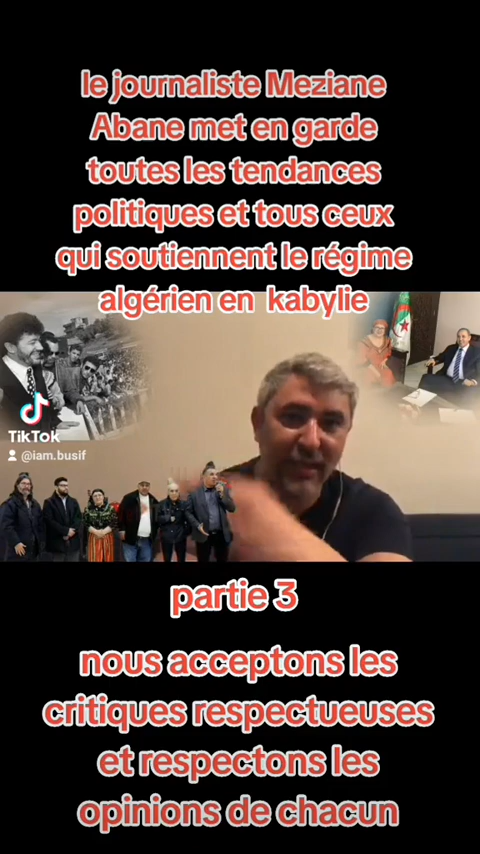 le journaliste Meziane
Abane met en garde
toutes les tendances
politiques et tous ceux
qui soutiennent le régime
algérien en kabylie
TikTok
@iam.busif
partie 3
nous acceptons les
critiques respectueuses
et respectons les
opinions de chacun